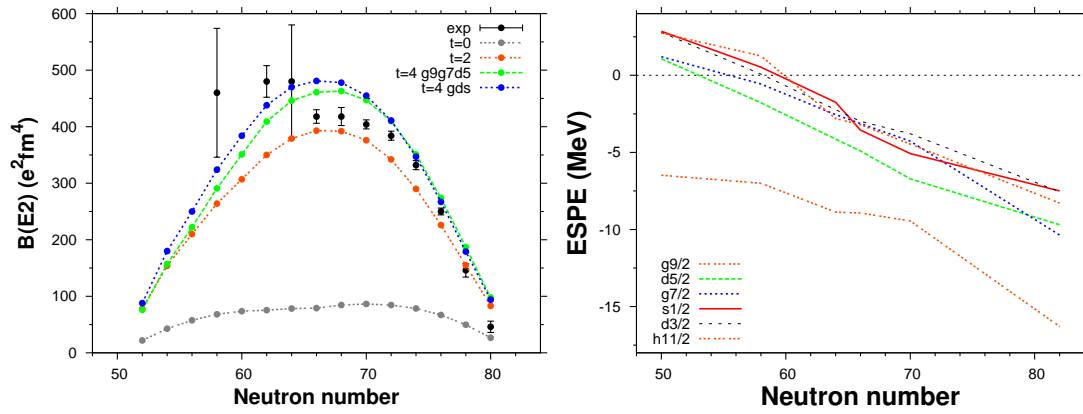 B(E2) (e²fm⁴)
600
500
400
300
200
100
0
50
60
70
80
Neutron number
exp
t=0
t=2
t=4 g9g7d5
t=4 gds
ESPE (MeV)
0
-5
-10
-15
50
60
70
80
Neutron number
g9/2
d5/2
g7/2
s1/2
d3/2
h11/2